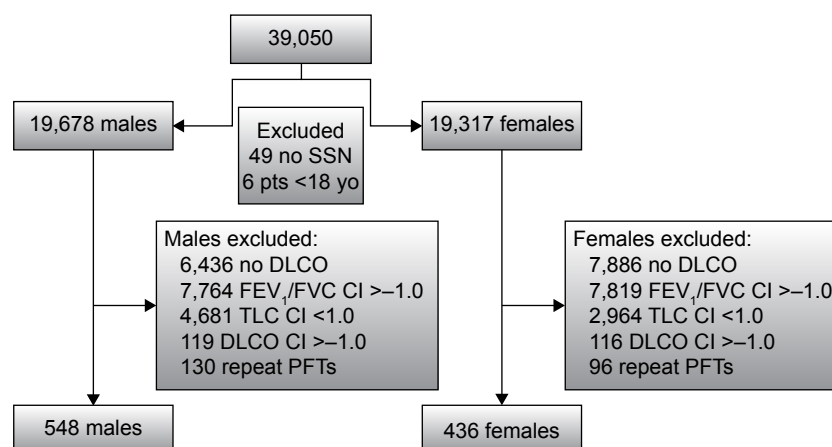 39,050
19,678 males
Excluded
49 no SSN
6 pts <18 yo
19,317 females
Males excluded:
6,436 no DLCO
7,764 FEV₁/FVC CI >–1.0
4,681 TLC CI <1.0
119 DLCO CI >–1.0
130 repeat PFTs
Females excluded:
7,886 no DLCO
7,819 FEV₁/FVC CI >–1.0
2,964 TLC CI <1.0
116 DLCO CI >–1.0
96 repeat PFTs
548 males
436 females